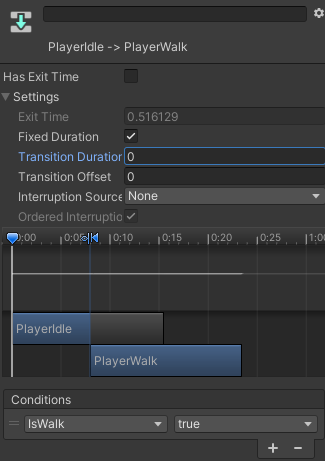 PlayerIdle -> PlayerWalk
Has Exit Time
Settings
Exit Time 0.516129
Fixed Duration
Transition Duration 0
Transition Offset 0
Interruption Source None
Ordered Interruptio
0:00 0:05 0:10 0:15 0:20 0:25 1:0
PlayerIdle
PlayerWalk
Conditions
IsWalk true
+ −